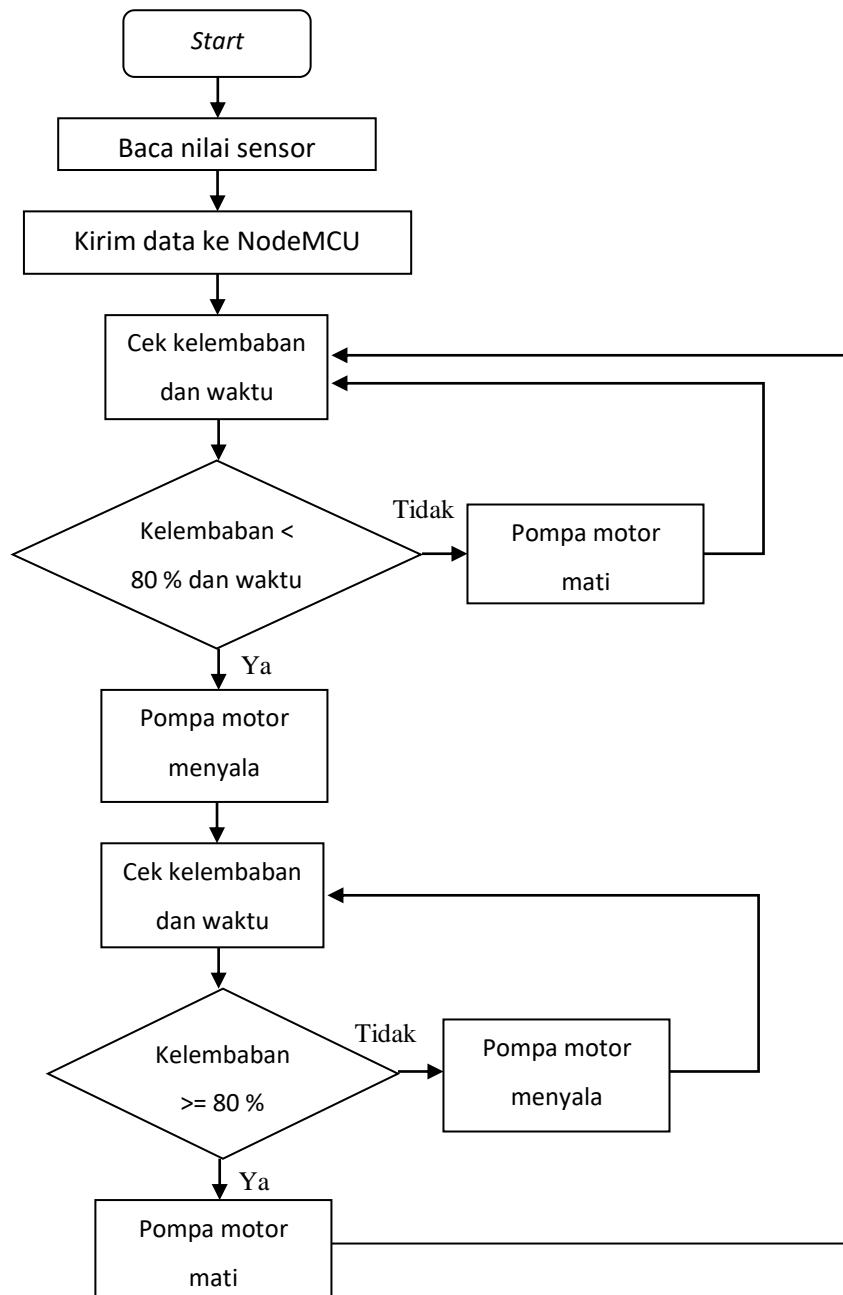 Start
Baca nilai sensor
Kirim data ke NodeMCU
Cek kelembaban
dan waktu
Kelembaban <
80 % dan waktu
Tidak
Pompa motor
mati
Ya
Pompa motor
menyala
Cek kelembaban
dan waktu
Kelembaban
>= 80 %
Tidak
Pompa motor
menyala
Ya
Pompa motor
mati